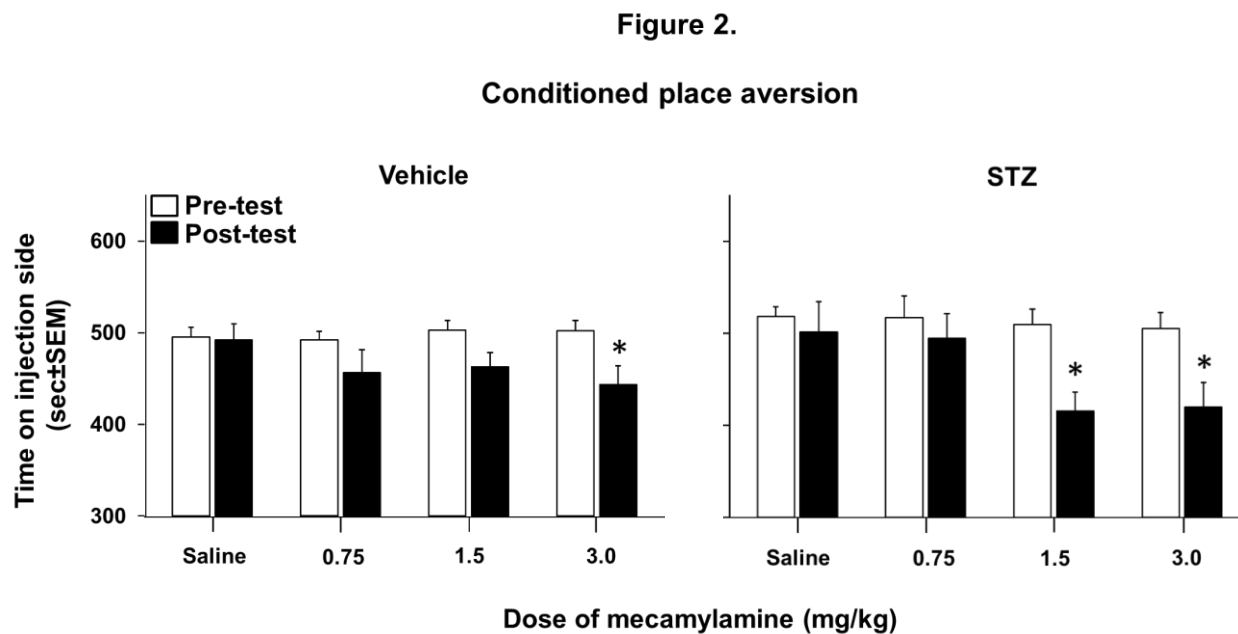 Figure 2.
Conditioned place aversion
Vehicle
STZ
Pre-test
Post-test
Time on injection side
(sec±SEM)
600
500
400
300
*
*
*
Saline
0.75
1.5
3.0
Saline
0.75
1.5
3.0
Dose of mecamylamine (mg/kg)